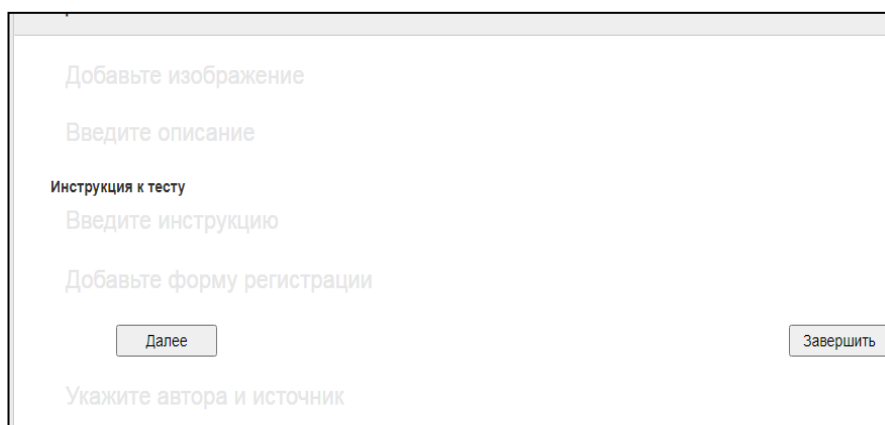 Добавьте изображение
Введите описание
Инструкция к тесту
Введите инструкцию
Добавьте форму регистрации
Далее
Завершить
Укажите автора и источник